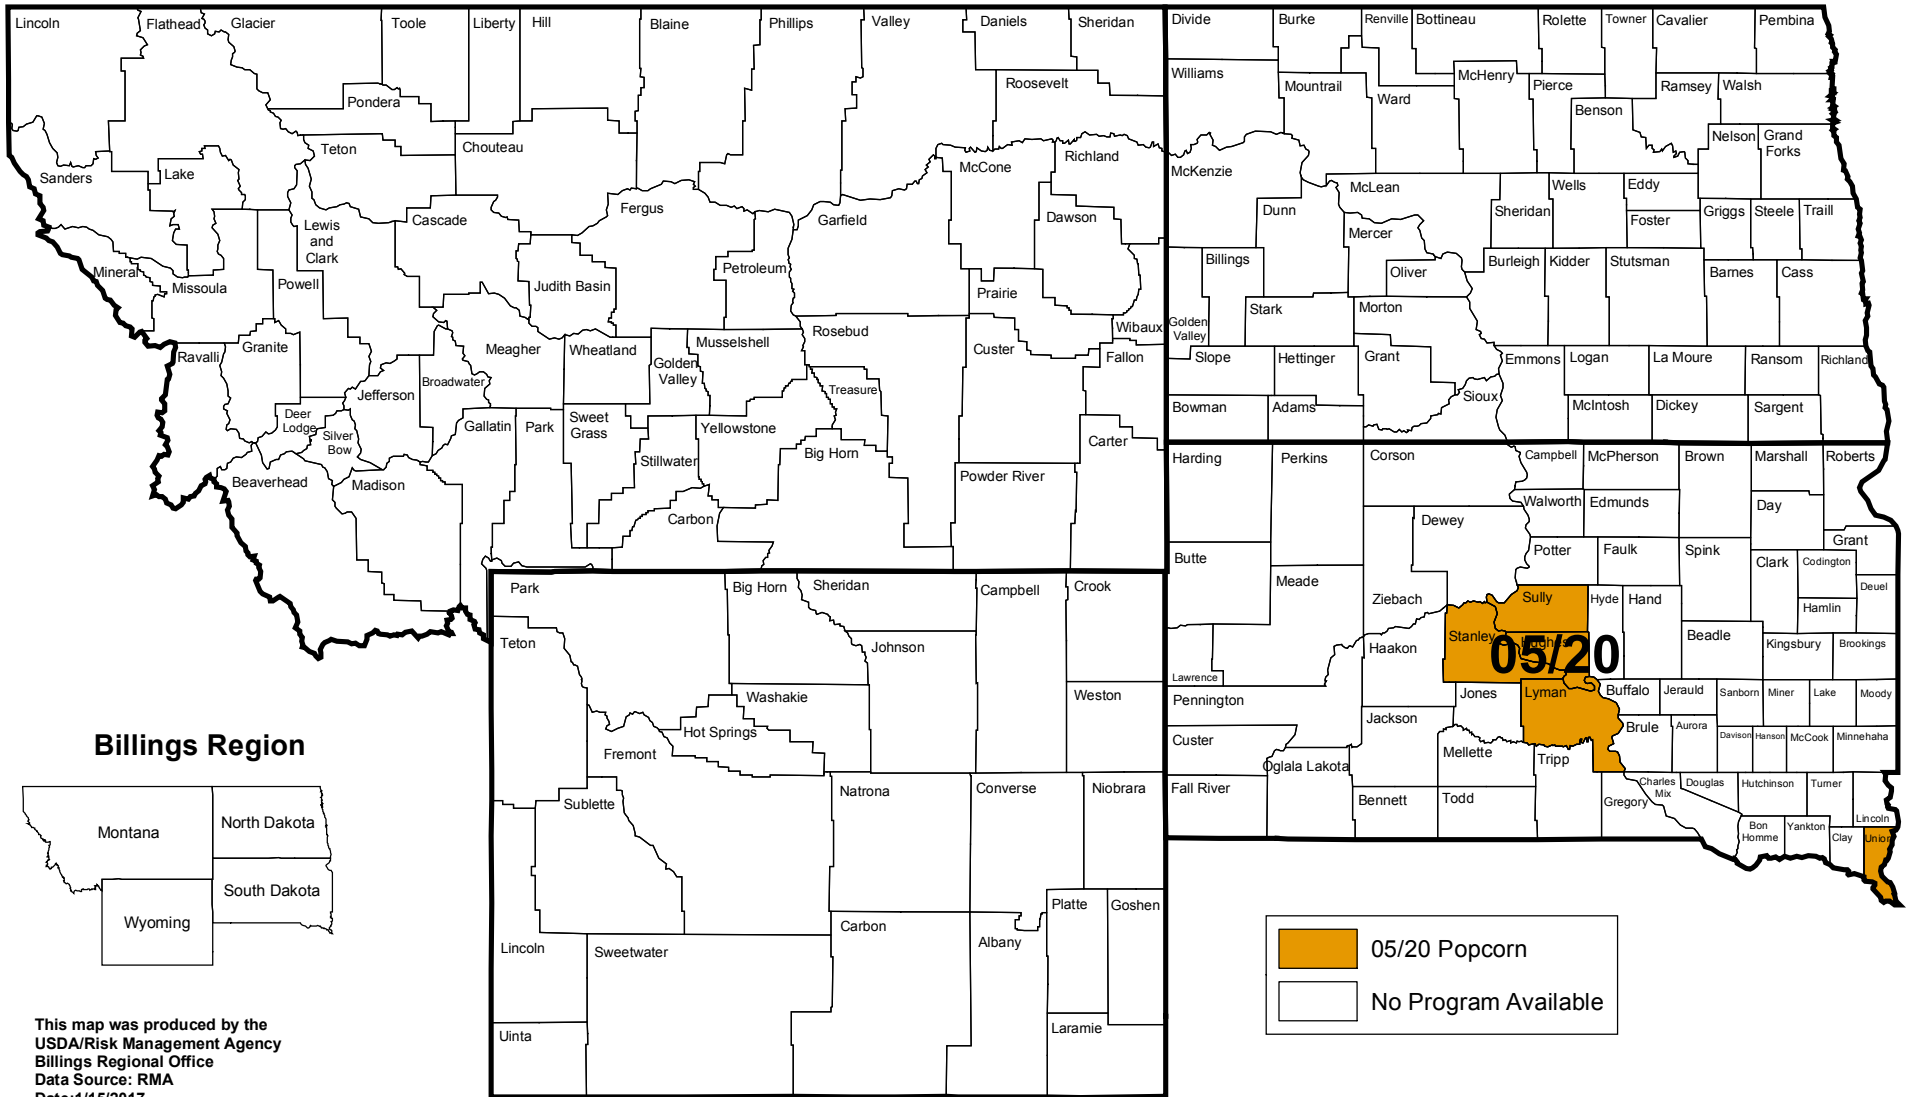 Lincoln
Flathead
Glacier
Toole
Liberty
Hill
Blaine
Phillips
Valley
Daniels
Sheridan
Roosevelt
Pondera
Teton
Chouteau
Sanders
Lake
McCone
Richland
Fergus
Garfield
Dawson
Cascade
Lewis
and
Clark
Mineral
Missoula
Powell
Judith Basin
Petroleum
Prairie
Wibaux
Ravalli
Granite
Meagher
Wheatland
Golden
Valley
Musselshell
Rosebud
Custer
Fallon
Jefferson
Broadwater
Treasure
Deer
Lodge
Silver
Bow
Gallatin
Park
Sweet
Grass
Yellowstone
Stillwater
Big Horn
Carter
Beaverhead
Madison
Carbon
Powder River
Divide
Burke
Renville
Bottineau
Rolette
Towner
Cavalier
Pembina
Williams
Mountrail
Ward
McHenry
Pierce
Benson
Ramsey
Walsh
Nelson
Grand
Forks
McKenzie
McLean
Wells
Eddy
Dunn
Mercer
Sheridan
Foster
Griggs
Steele
Traill
Billings
Oliver
Burleigh
Kidder
Stutsman
Barnes
Cass
Golden
Valley
Stark
Morton
Slope
Hettinger
Grant
Emmons
Logan
La Moure
Ransom
Richland
Bowman
Adams
Sioux
McIntosh
Dickey
Sargent
Harding
Perkins
Corson
Campbell
McPherson
Brown
Marshall
Roberts
Walworth
Edmunds
Day
Dewey
Grant
Butte
Potter
Faulk
Spink
Clark
Codington
Deuel
Meade
Ziebach
Sully
Hyde
Hand
Hamlin
Stanley
Hughes
05/20
Haakon
Beadle
Kingsbury
Brookings
Lawrence
Pennington
Jones
Lyman
Buffalo
Jerauld
Sanborn
Miner
Lake
Moody
Jackson
Brule
Aurora
Davison
Hanson
McCook
Minnehaha
Custer
Oglala Lakota
Mellette
Tripp
Fall River
Bennett
Todd
Gregory
Charles
Mix
Douglas
Hutchinson
Turner
Lincoln
Bon
Homme
Yankton
Clay
Union
Park
Big Horn
Sheridan
Campbell
Crook
Teton
Johnson
Washakie
Weston
Hot Springs
Fremont
Sublette
Natrona
Converse
Niobrara
Platte
Goshen
Lincoln
Sweetwater
Carbon
Albany
Uinta
Laramie
Billings Region
Montana
North Dakota
South Dakota
Wyoming
05/20 Popcorn
No Program Available
This map was produced by the
USDA/Risk Management Agency
Billings Regional Office
Data Source: RMA
Date:1/15/2017